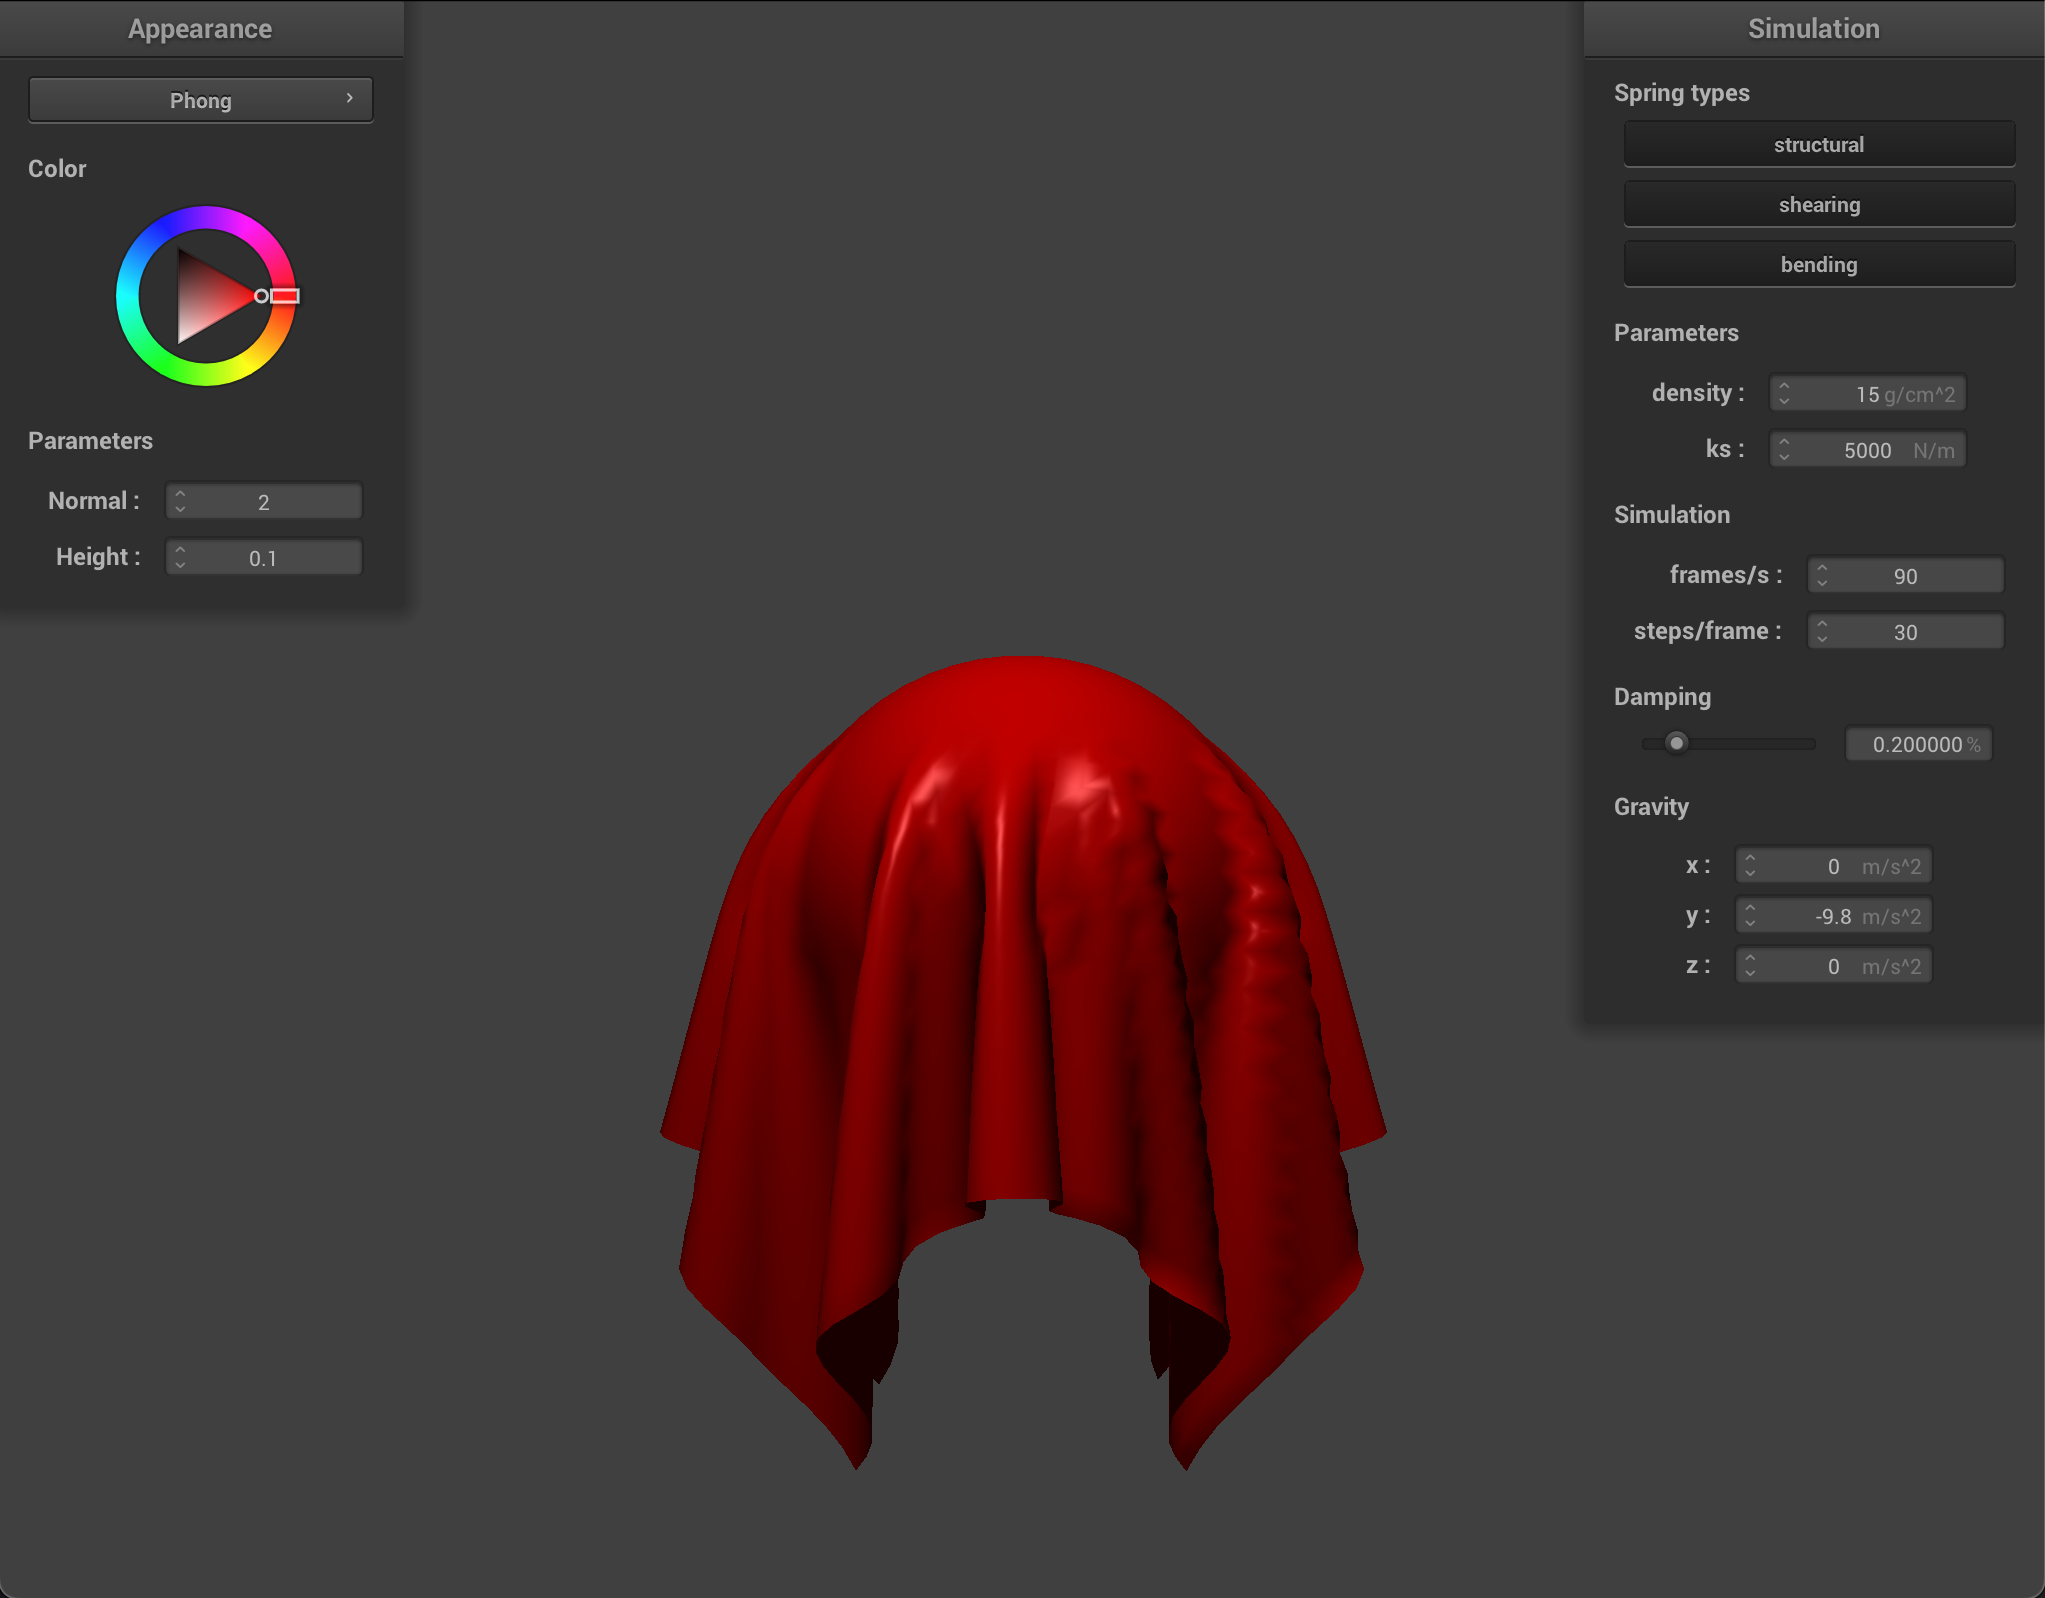 Appearance
Phong
Color
Parameters
Normal : 2
Height : 0.1
Simulation
Spring types
structural
shearing
bending
Parameters
density : 15 g/cm^2
ks : 5000 N/m
Simulation
frames/s : 90
steps/frame : 30
Damping
0.200000 %
Gravity
x : 0 m/s^2
y : -9.8 m/s^2
z : 0 m/s^2